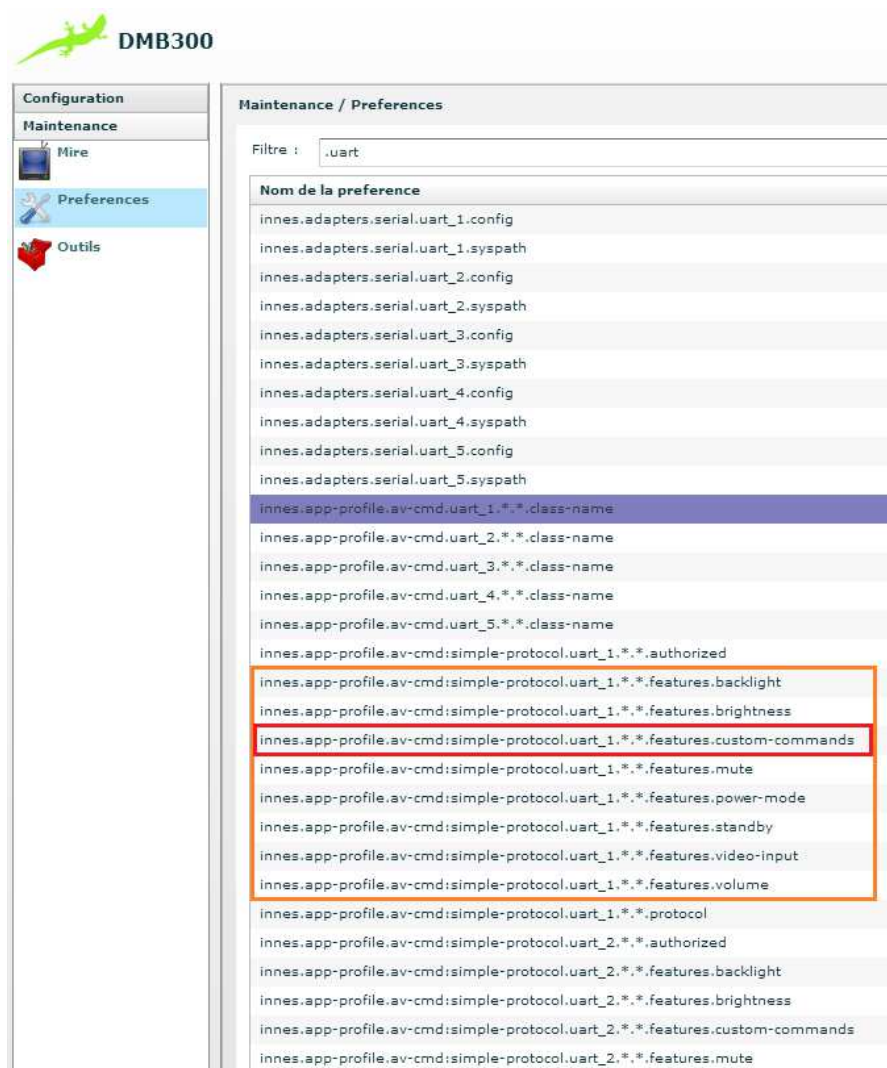 DMB300
Configuration
Maintenance
Mire
Preferences
Outils
Maintenance / Preferences
Filtre : .uart
Nom de la preference
innes.adapters.serial.uart_1.config
innes.adapters.serial.uart_1.syspath
innes.adapters.serial.uart_2.config
innes.adapters.serial.uart_2.syspath
innes.adapters.serial.uart_3.config
innes.adapters.serial.uart_3.syspath
innes.adapters.serial.uart_4.config
innes.adapters.serial.uart_4.syspath
innes.adapters.serial.uart_5.config
innes.adapters.serial.uart_5.syspath
innes.app-profile.av-cmd.uart_1.*.*.class-name
innes.app-profile.av-cmd.uart_2.*.*.class-name
innes.app-profile.av-cmd.uart_3.*.*.class-name
innes.app-profile.av-cmd.uart_4.*.*.class-name
innes.app-profile.av-cmd.uart_5.*.*.class-name
innes.app-profile.av-cmd:simple-protocol.uart_1.*.*.authorized
innes.app-profile.av-cmd:simple-protocol.uart_1.*.*.features.backlight
innes.app-profile.av-cmd:simple-protocol.uart_1.*.*.features.brightness
innes.app-profile.av-cmd:simple-protocol.uart_1.*.*.features.custom-commands
innes.app-profile.av-cmd:simple-protocol.uart_1.*.*.features.mute
innes.app-profile.av-cmd:simple-protocol.uart_1.*.*.features.power-mode
innes.app-profile.av-cmd:simple-protocol.uart_1.*.*.features.standby
innes.app-profile.av-cmd:simple-protocol.uart_1.*.*.features.video-input
innes.app-profile.av-cmd:simple-protocol.uart_1.*.*.features.volume
innes.app-profile.av-cmd:simple-protocol.uart_1.*.*.protocol
innes.app-profile.av-cmd:simple-protocol.uart_2.*.*.authorized
innes.app-profile.av-cmd:simple-protocol.uart_2.*.*.features.backlight
innes.app-profile.av-cmd:simple-protocol.uart_2.*.*.features.brightness
innes.app-profile.av-cmd:simple-protocol.uart_2.*.*.features.custom-commands
innes.app-profile.av-cmd:simple-protocol.uart_2.*.*.features.mute